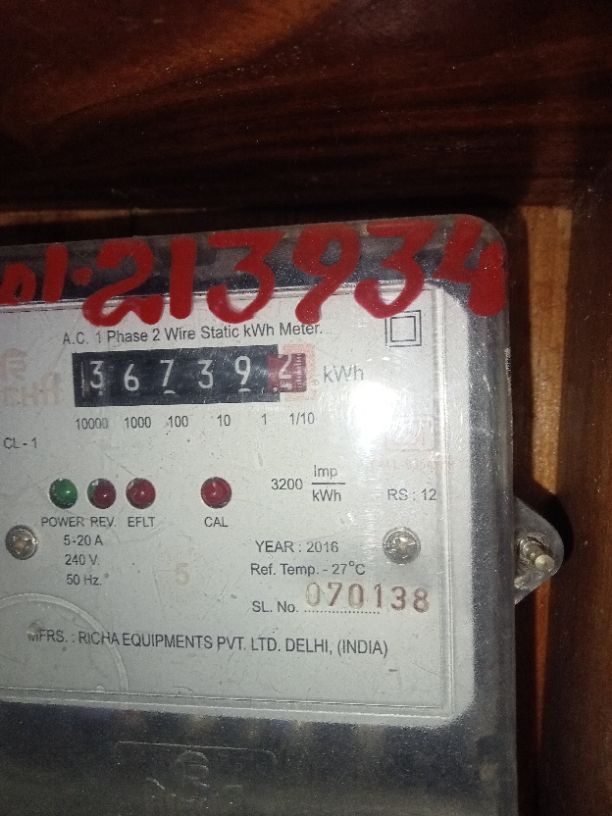 01.213934
A.C. 1 Phase 2 Wire Static kWh Meter.
367392 kWh
10000 1000 100 10 1 1/10
CL - 1
3200 Imp/kWh
RS : 12
POWER REV. EFLT CAL
5-20 A
240 V.
50 Hz.
YEAR : 2016
Ref. Temp. - 27°C
SL. No. 070138
MFRS. : RICHA EQUIPMENTS PVT. LTD. DELHI, (INDIA)